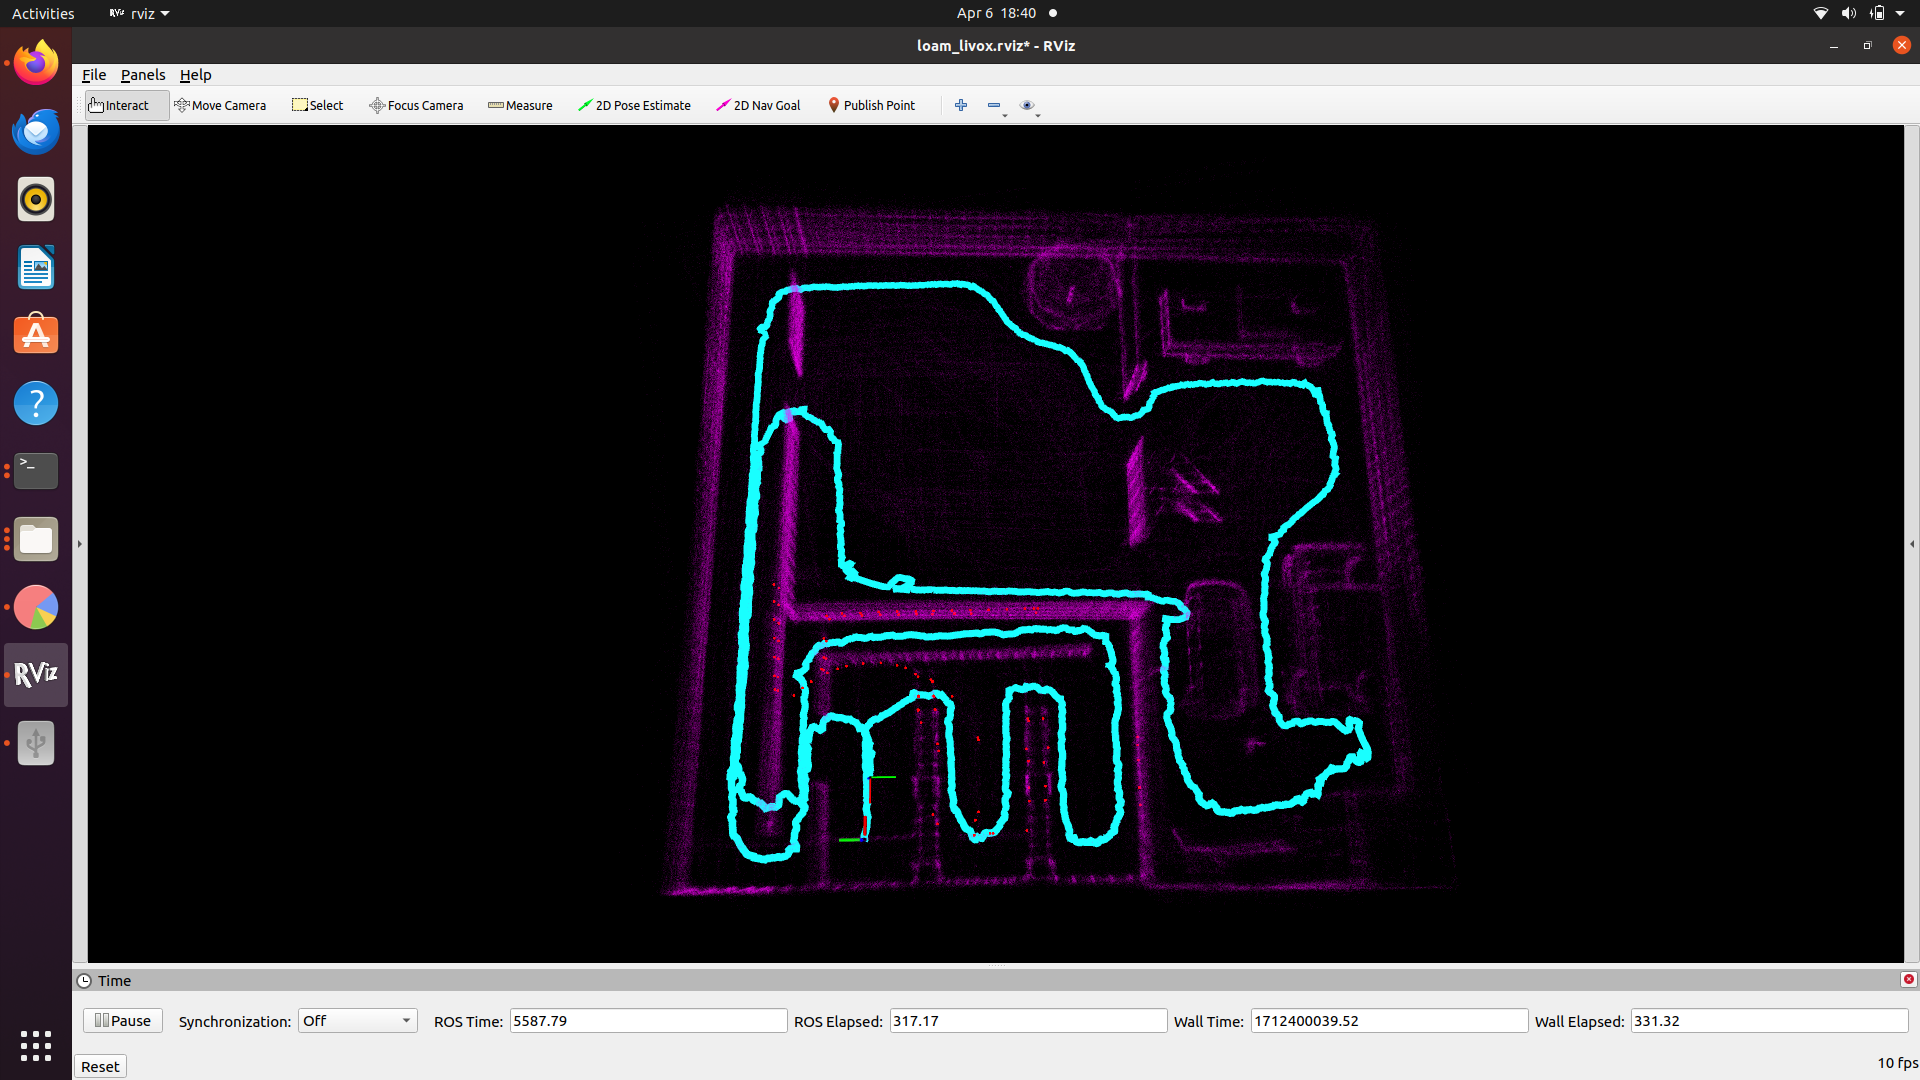 Activities
RViz rviz
Apr 6 18:40
loam_livox.rviz* - RViz
File Panels Help
Interact Move Camera Select Focus Camera Measure 2D Pose Estimate 2D Nav Goal Publish Point
>_
A
?
RViz
Time
Pause Synchronization: Off ROS Time: 5587.79 ROS Elapsed: 317.17 Wall Time: 1712400039.52 Wall Elapsed: 331.32
Reset 10 fps